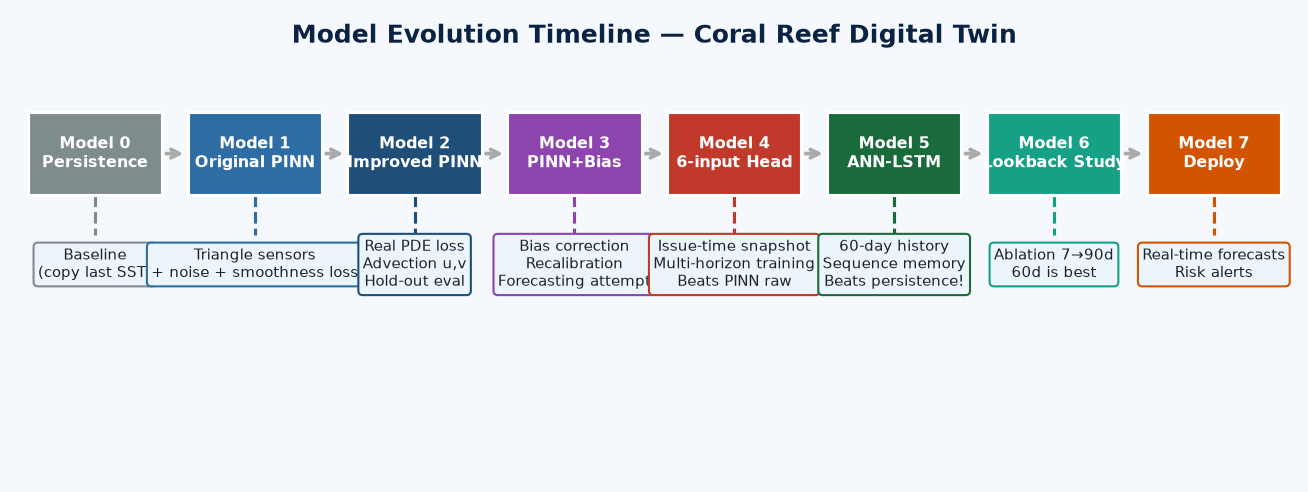 Model Evolution Timeline — Coral Reef Digital Twin
Model 0
Persistence
Model 1
Original PINN
Model 2
Improved PINN
Model 3
PINN+Bias
Model 4
6-input Head
Model 5
ANN-LSTM
Model 6
Lookback Study
Model 7
Deploy
Baseline
(copy last SST
Triangle sensors
+ noise + smoothness loss
Real PDE loss
Advection u,v
Hold-out eval
Bias correction
Recalibration
Forecasting attempt
Issue-time snapshot
Multi-horizon training
Beats PINN raw
60-day history
Sequence memory
Beats persistence!
Ablation 7→90d
60d is best
Real-time forecasts
Risk alerts